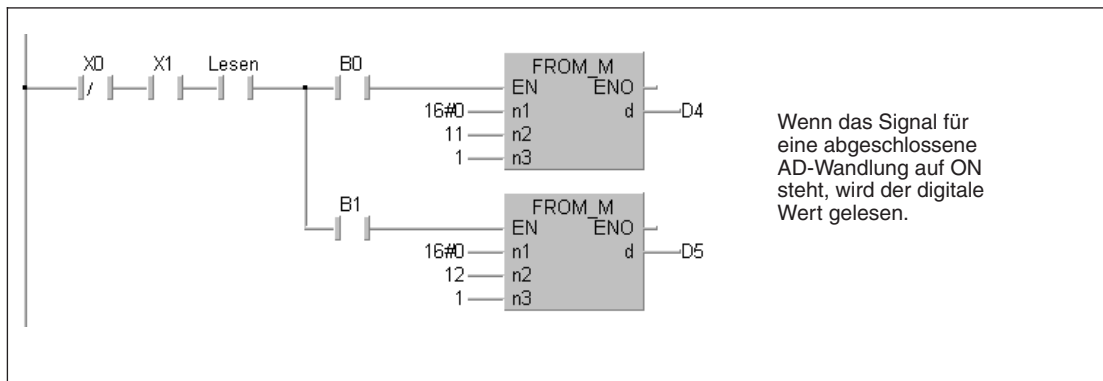 X0 X1 Lesen B0 FROM_M
EN ENO
16#0 n1 d D4
11 n2
1 n3
B1 FROM_M
EN ENO
16#0 n1 d D5
12 n2
1 n3
Wenn das Signal für
eine abgeschlossene
AD-Wandlung auf ON
steht, wird der digitale
Wert gelesen.